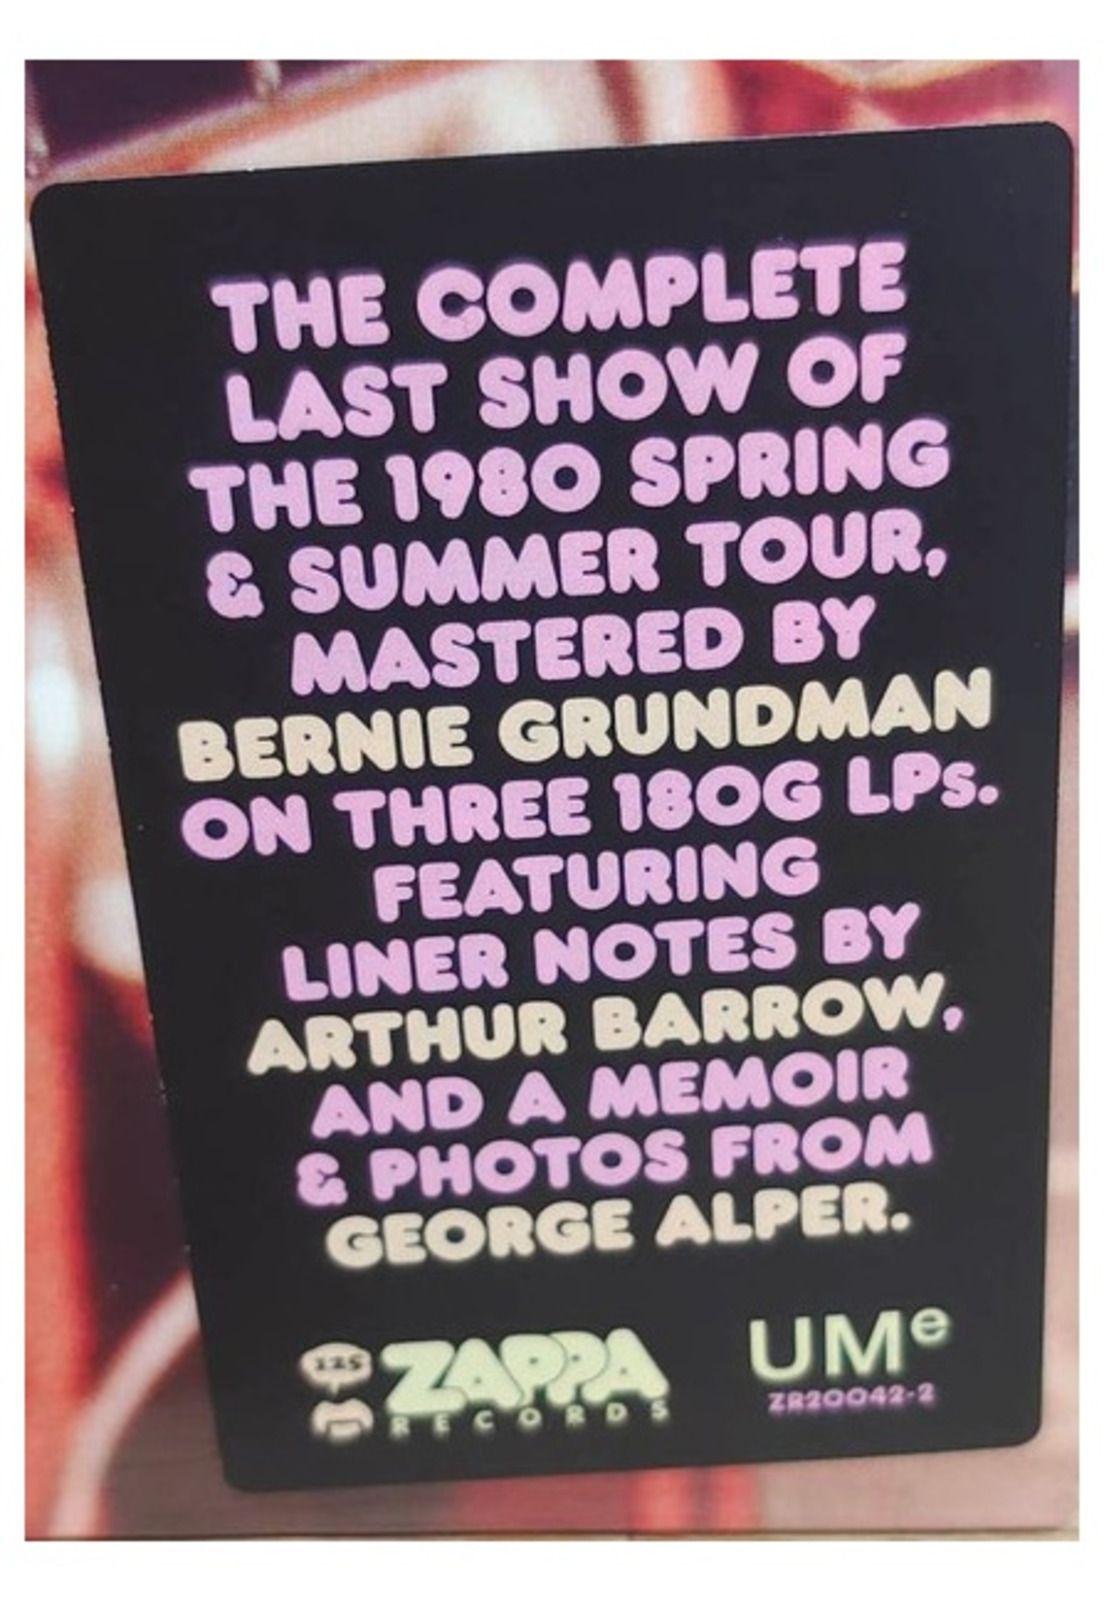 THE COMPLETE
LAST SHOW OF
THE 1980 SPRING
& SUMMER TOUR,
MASTERED BY
BERNIE GRUNDMAN
ON THREE 180G LPs.
FEATURING
LINER NOTES BY
ARTHUR BARROW,
AND A MEMOIR
& PHOTOS FROM
GEORGE ALPER.
125
ZAPPA
RECORDS
UMe
ZR20042-2